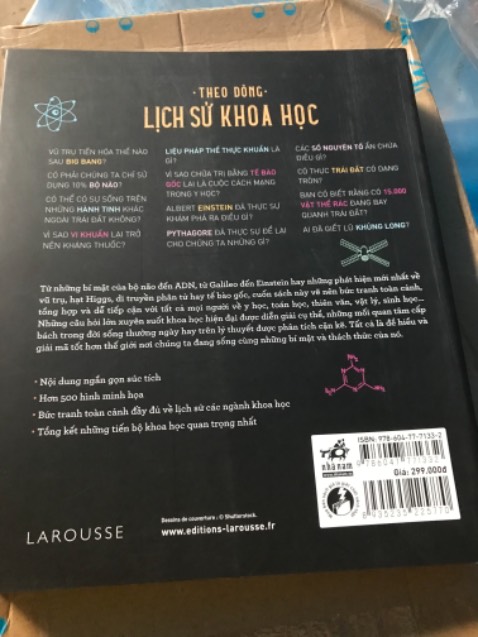 · THEO DÒNG ·
LỊCH SỬ KHOA HỌC
VŨ TRỤ TIẾN HÓA THẾ NÀO
SAU BIG BANG?
CÓ PHẢI CHÚNG TA CHỈ SỬ
DỤNG 10% BỘ NÃO?
CÓ THỂ CÓ SỰ SỐNG TRÊN
NHỮNG HÀNH TINH KHÁC
NGOÀI TRÁI ĐẤT KHÔNG?
VÌ SAO VI KHUẨN LẠI TRỞ
NÊN KHÁNG THUỐC?
LIỆU PHÁP THỂ THỰC KHUẨN LÀ
GÌ?
VÌ SAO CHỮA TRỊ BẰNG TẾ BÀO
GỐC LẠI LÀ CUỘC CÁCH MẠNG
TRONG Y HỌC?
ALBERT EINSTEIN ĐÃ THỰC SỰ
KHÁM PHÁ RA ĐIỀU GÌ?
PYTHAGORE ĐÃ THỰC SỰ ĐỂ LẠI
CHO CHÚNG TA NHỮNG GÌ?
CÁC SỐ NGUYÊN TỐ ẨN CHỨA
ĐIỀU GÌ?
CÓ THỰC TRÁI ĐẤT CÓ DẠNG
TRÒN?
BẠN CÓ BIẾT RẰNG CÓ 15.000
VẬT THỂ RÁC ĐANG BAY
QUANH TRÁI ĐẤT?
AI ĐÃ GIẾT LŨ KHỦNG LONG?
Từ những bí mật của bộ não đến ADN, từ Galileo đến Einstein hay những phát hiện mới nhất về
vũ trụ, hạt Higgs, di truyền phân tử hay tế bào gốc, cuốn sách này vẽ nên bức tranh toàn cảnh,
tổng hợp và dễ tiếp cận với tất cả mọi người về y học, toán học, thiên văn, vật lý, sinh học...
Những câu hỏi lớn xuyên suốt khoa học hiện đại được diễn giải cụ thể, những mối quan tâm cấp
bách trong đời sống thường ngày hay trên lý thuyết được phân tích cặn kẽ. Tất cả là để hiểu và
giải mã tốt hơn thế giới nơi chúng ta đang sống cùng những bí mật và thách thức của nó.
• Nội dung ngắn gọn súc tích
• Hơn 500 hình minh họa
• Bức tranh toàn cảnh đầy đủ về lịch sử các ngành khoa học
• Tổng kết những tiến bộ khoa học quan trọng nhất
NH₂
N
N
N
H₂N
NH₂
ISBN: 978-604-77-7133-2
9 786047 771332
nhã nam
Giá: 299.000đ
8 935235 225770
LAROUSSE
Dessins de couverture : © Shutterstock.
www.editions-larousse.fr